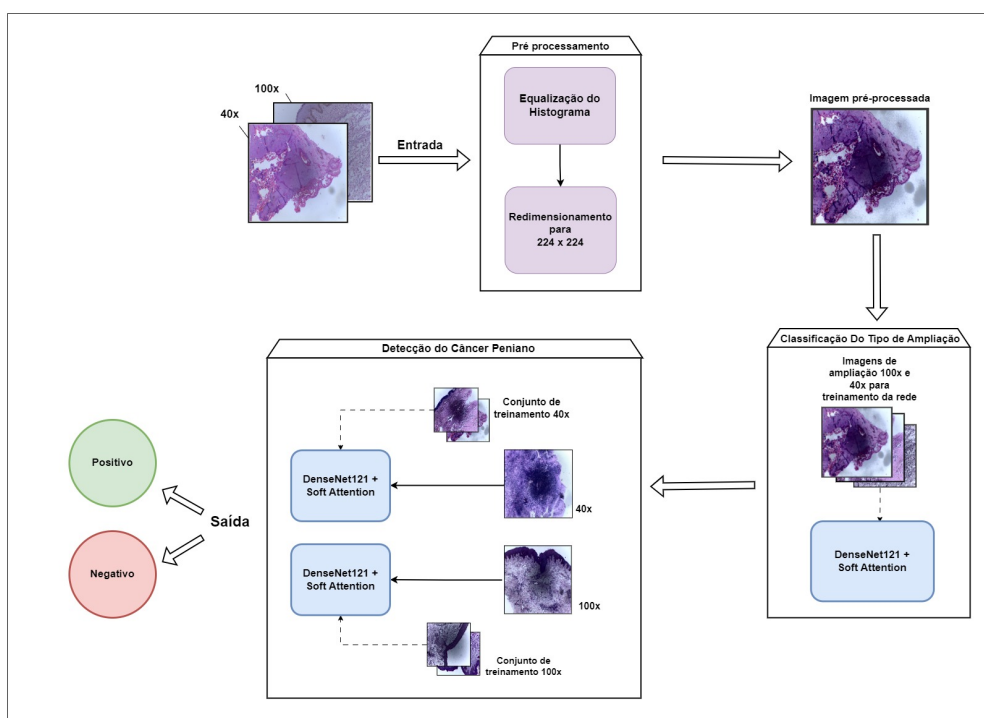 Pré processamento
100x
40x
Entrada
Equalização do
Histograma
Redimensionamento
para
224 x 224
Imagem pré-processada
Classificação Do Tipo de Ampliação
Imagens de
ampliação 100x e
40x para
treinamento da
rede
DenseNet121 +
Soft Attention
Detecção do Câncer Peniano
Conjunto de
treinamento 40x
DenseNet121 +
Soft Attention
40x
DenseNet121 +
Soft Attention
100x
Conjunto de
treinamento 100x
Saída
Positivo
Negativo